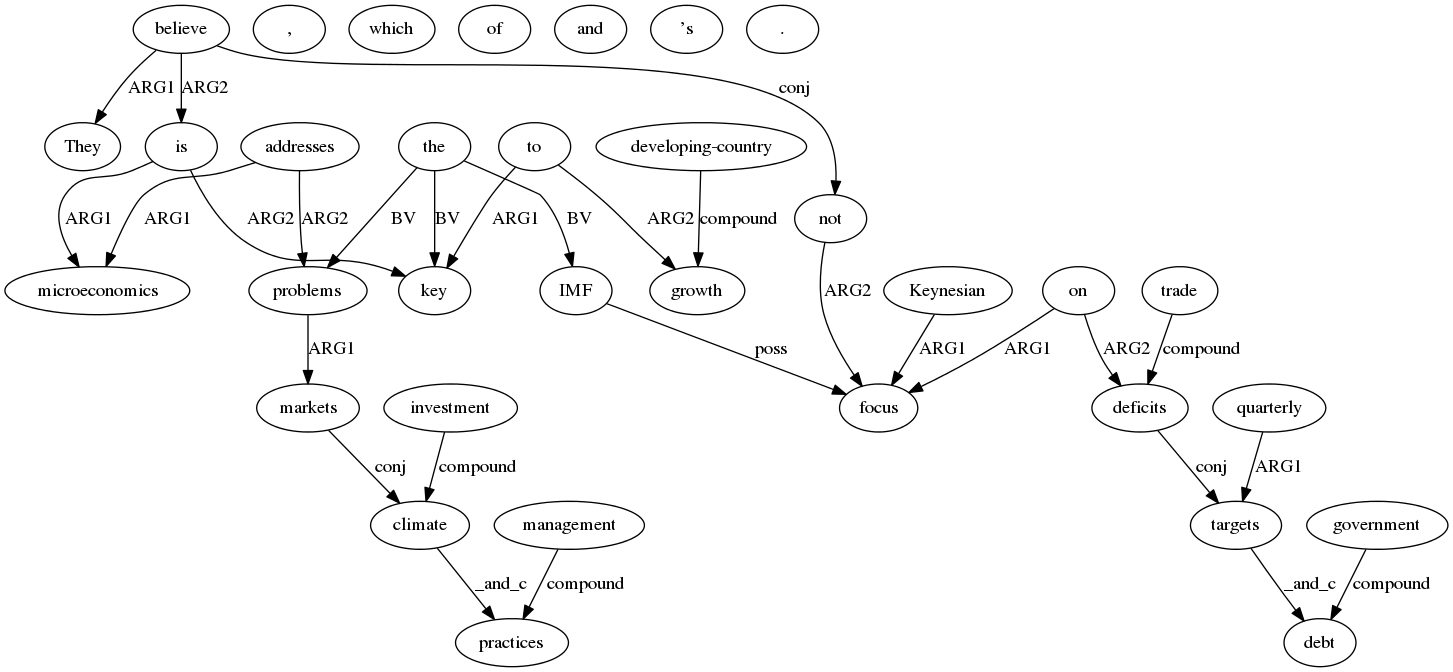 believe , which of and ’s .
ARG1 ARG2 conj
They is addresses the to developing-country
not
ARG1 ARG1 ARG2 ARG2 BV BV ARG1 BV ARG2 compound
microeconomics problems key IMF growth ARG2 Keynesian on trade
ARG1 poss ARG1 ARG1 ARG2 compound
markets investment focus deficits quarterly
conj compound conj ARG1
climate management targets government
_and_c compound _and_c compound
practices debt